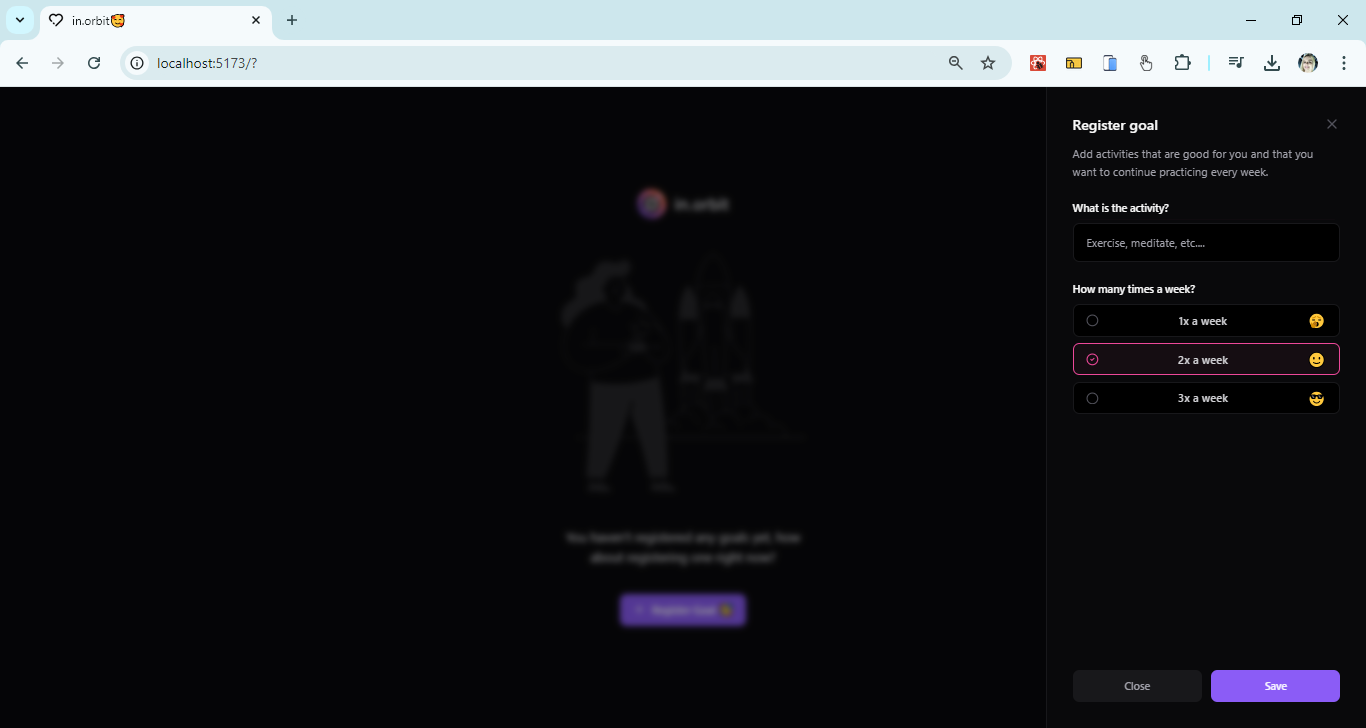 in.orbit🥰
localhost:5173/?
Register goal
Add activities that are good for you and that you
want to continue practicing every week.
What is the activity?
Exercise, meditate, etc....
How many times a week?
1x a week 🥱
2x a week 🙂
3x a week 😎
in.orbit
You haven't registered any goals yet, how
about registering one right now?
Register Goal
Close
Save